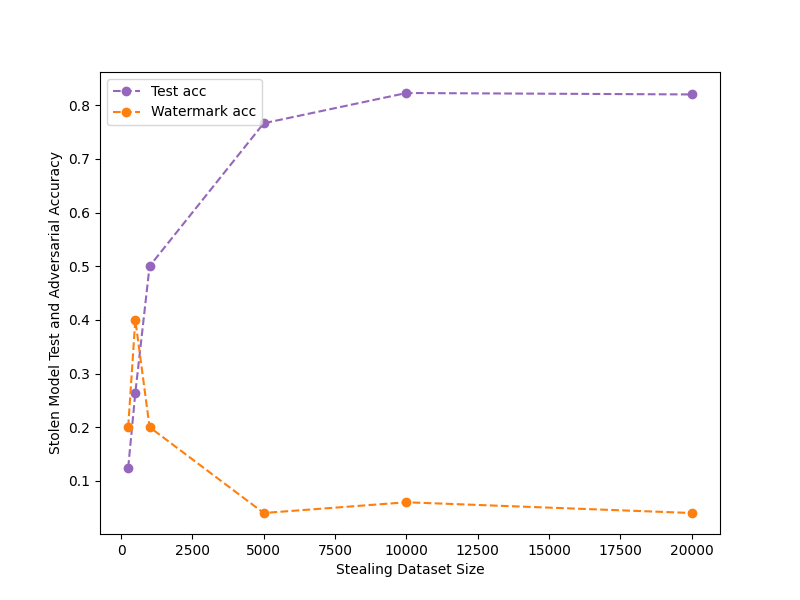 Test acc
Watermark acc
0.8
0.7
0.6
0.5
0.4
0.3
0.2
0.1
Stolen Model Test and Adversarial Accuracy
0 2500 5000 7500 10000 12500 15000 17500 20000
Stealing Dataset Size